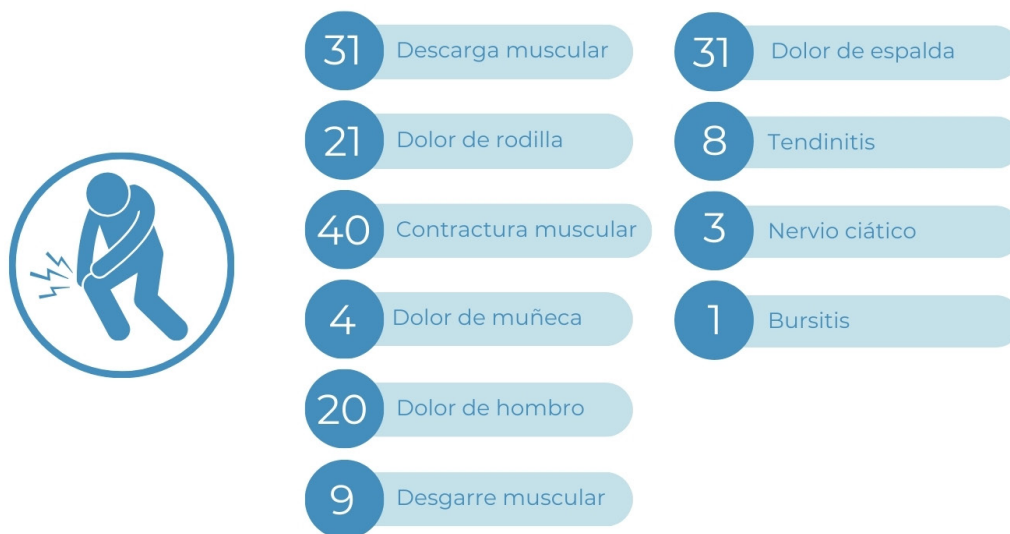 31 Descarga muscular
21 Dolor de rodilla
40 Contractura muscular
4 Dolor de muñeca
20 Dolor de hombro
9 Desgarre muscular
31 Dolor de espalda
8 Tendinitis
3 Nervio ciático
1 Bursitis